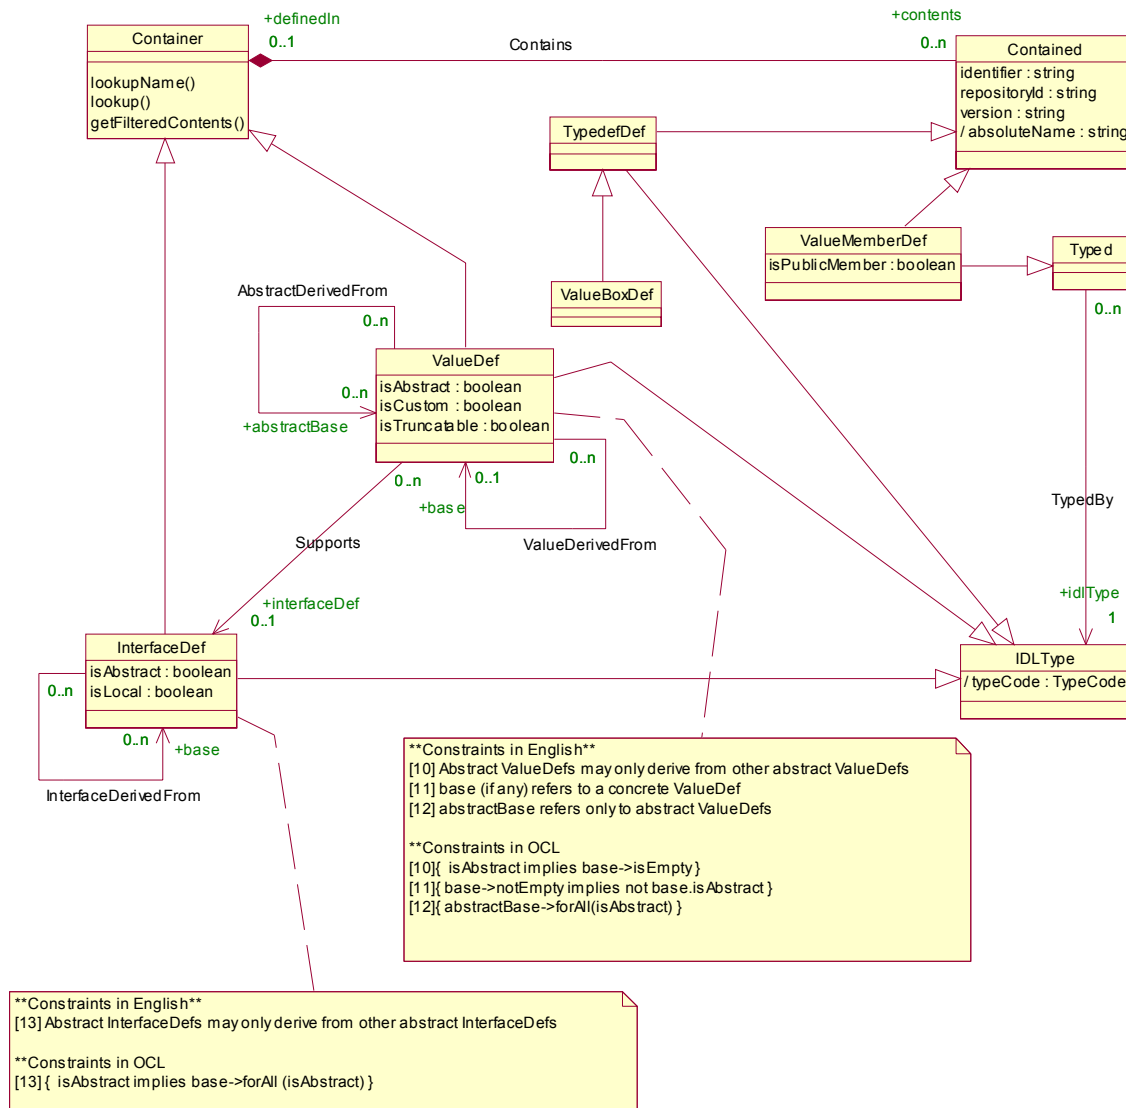 +definedIn
0..1
Contains
+contents
0..n
Container
lookupName()
lookup()
getFilteredContents()
Contained
identifier : string
repositoryId : string
version : string
/ absoluteName : string
TypedefDef
ValueMemberDef
isPublicMember : boolean
Typed
0..n
ValueBoxDef
AbstractDerivedFrom
0..n
0..n
+abstractBase
ValueDef
isAbstract : boolean
isCustom : boolean
isTruncatable : boolean
0..n
0..1
0..n
+base
ValueDerivedFrom
Supports
TypedBy
+interfaceDef
0..1
+idlType
1
InterfaceDef
isAbstract : boolean
isLocal : boolean
0..n
0..n
+base
InterfaceDerivedFrom
IDLType
/ typeCode : TypeCode
**Constraints in English**
[10] Abstract ValueDefs may only derive from other abstract ValueDefs
[11] base (if any) refers to a concrete ValueDef
[12] abstractBase refers only to abstract ValueDefs
**Constraints in OCL
[10]{ isAbstract implies base->isEmpty }
[11]{ base->notEmpty implies not base.isAbstract }
[12]{ abstractBase->forAll(isAbstract) }
**Constraints in English**
[13] Abstract InterfaceDefs may only derive from other abstract InterfaceDefs
**Constraints in OCL
[13] { isAbstract implies base->forAll (isAbstract) }